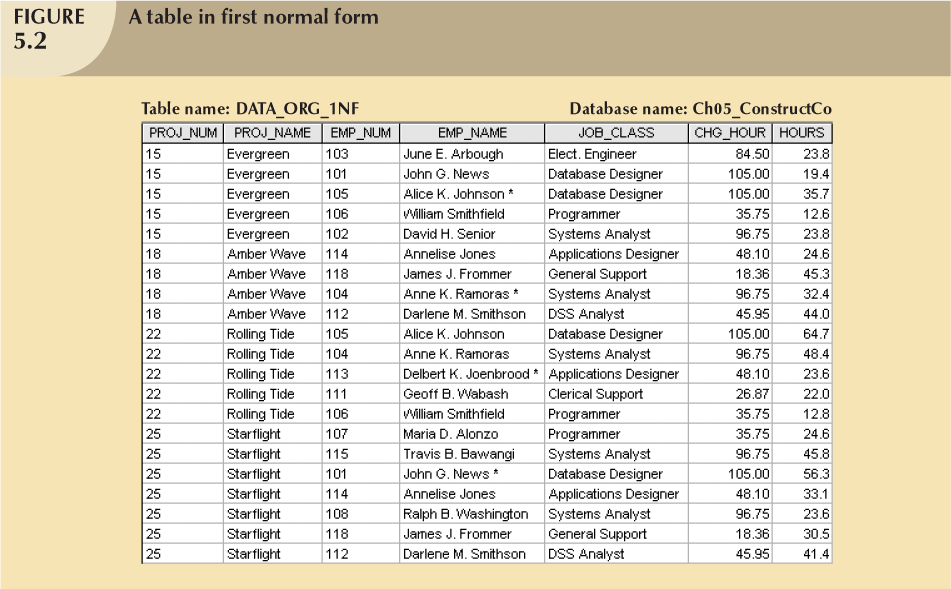 FIGURE 5.2
A table in first normal form
Table name: DATA_ORG_1NF Database name: Ch05_ConstructCo
PROJ_NUM PROJ_NAME EMP_NUM EMP_NAME JOB_CLASS CHG_HOUR HOURS
15 Evergreen 103 June E. Arbough Elect. Engineer 84.50 23.8
15 Evergreen 101 John G. News Database Designer 105.00 19.4
15 Evergreen 105 Alice K. Johnson * Database Designer 105.00 35.7
15 Evergreen 106 William Smithfield Programmer 35.75 12.6
15 Evergreen 102 David H. Senior Systems Analyst 96.75 23.8
18 Amber Wave 114 Annelise Jones Applications Designer 48.10 24.6
18 Amber Wave 118 James J. Frommer General Support 18.36 45.3
18 Amber Wave 104 Anne K. Ramoras * Systems Analyst 96.75 32.4
18 Amber Wave 112 Darlene M. Smithson DSS Analyst 45.95 44.0
22 Rolling Tide 105 Alice K. Johnson Database Designer 105.00 64.7
22 Rolling Tide 104 Anne K. Ramoras Systems Analyst 96.75 48.4
22 Rolling Tide 113 Delbert K. Joenbrood * Applications Designer 48.10 23.6
22 Rolling Tide 111 Geoff B. Wabash Clerical Support 26.87 22.0
22 Rolling Tide 106 William Smithfield Programmer 35.75 12.8
25 Starflight 107 Maria D. Alonzo Programmer 35.75 24.6
25 Starflight 115 Travis B. Bawangi Systems Analyst 96.75 45.8
25 Starflight 101 John G. News * Database Designer 105.00 56.3
25 Starflight 114 Annelise Jones Applications Designer 48.10 33.1
25 Starflight 108 Ralph B. Washington Systems Analyst 96.75 23.6
25 Starflight 118 James J. Frommer General Support 18.36 30.5
25 Starflight 112 Darlene M. Smithson DSS Analyst 45.95 41.4